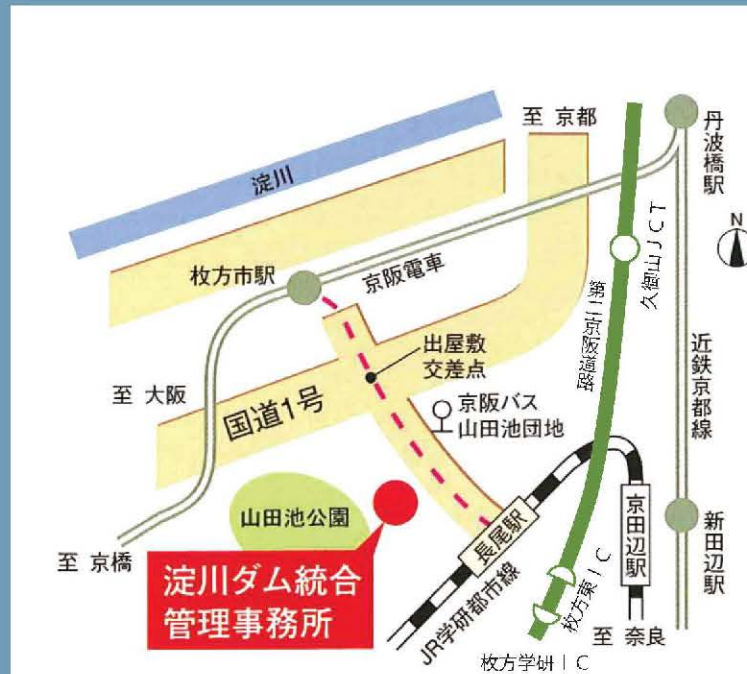 至 京都
丹波橋駅
淀川
N
久御山JCT
枚方市駅
京阪電車
第二京阪道路
出屋敷
交差点
近鉄京都線
至 大阪
国道1号
京阪バス
山田池団地
山田池公園
長尾駅
京田辺駅
新田辺駅
至 京橋
淀川ダム統合
管理事務所
JR学研都市線
枚方東IC
至 奈良
枚方学研IC